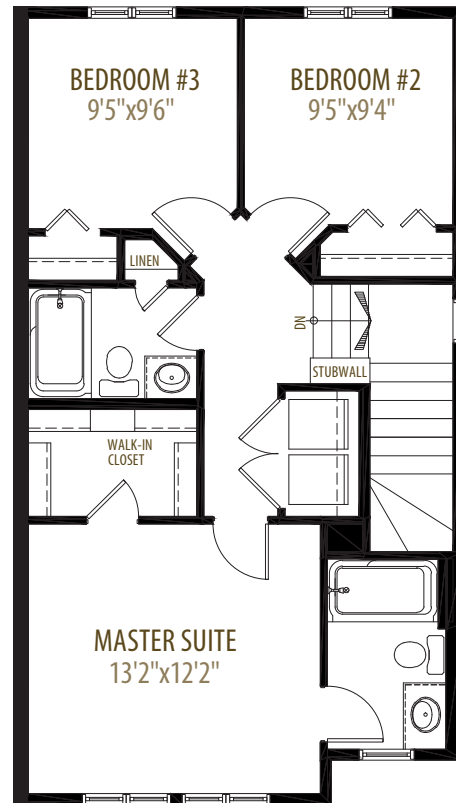 BEDROOM #3
9'5"x9'6"
BEDROOM #2
9'5"x9'4"
LINEN
DN
STUBWALL
WALK-IN
CLOSET
MASTER SUITE
13'2"x12'2"